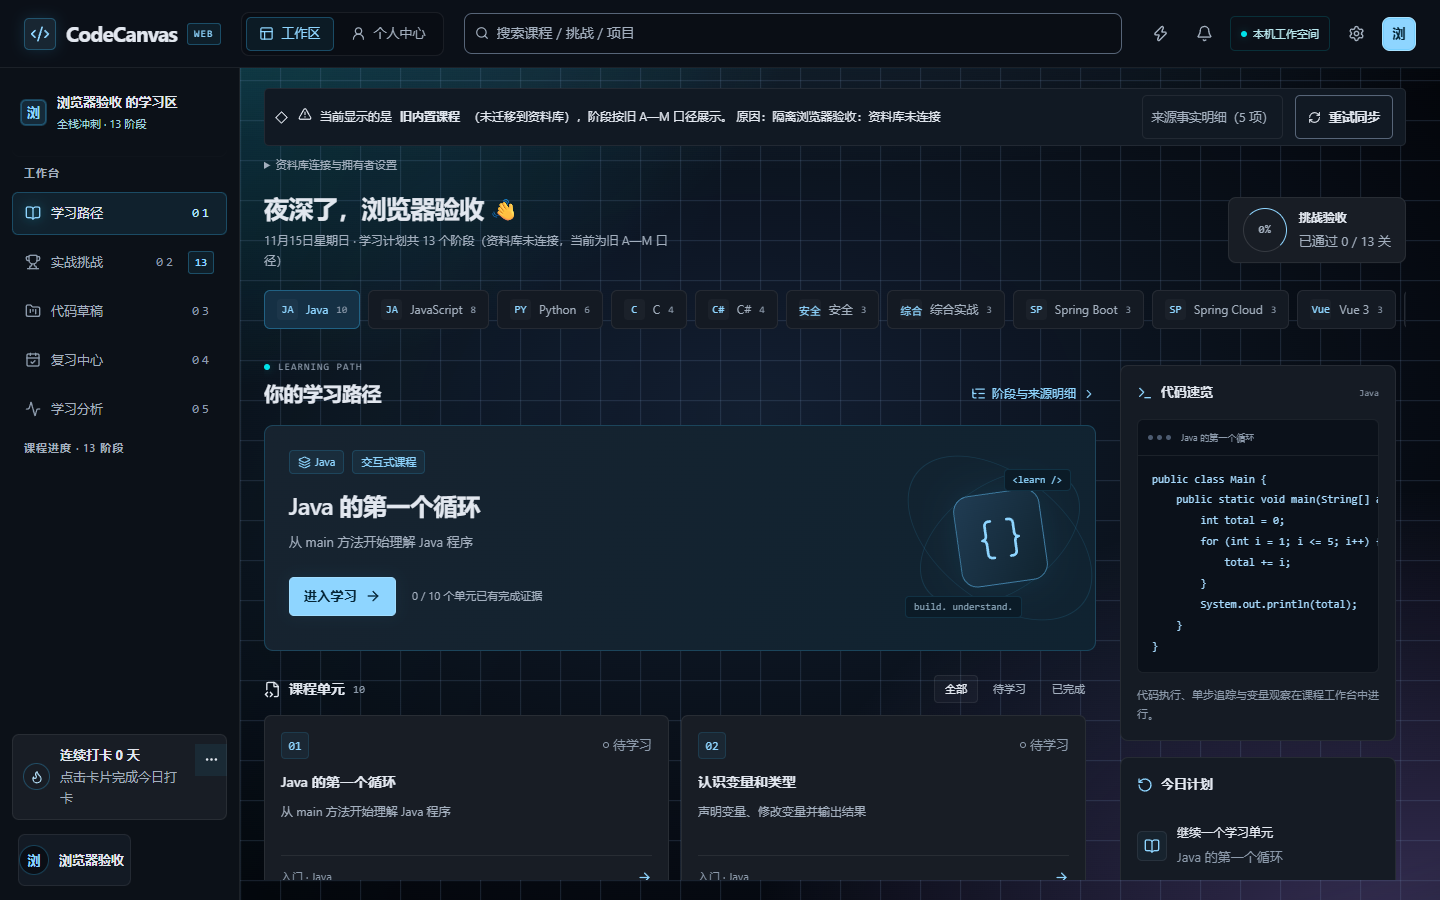 CodeCanvas WEB
工作区
个人中心
搜索课程 / 挑战 / 项目
本机工作空间
浏
浏
浏览器验收 的学习区
全栈冲刺 · 13 阶段
工作台
学习路径 01
实战挑战 02 13
代码草稿 03
复习中心 04
学习分析 05
课程进度 · 13 阶段
连续打卡 0 天
点击卡片完成今日打
卡
浏 浏览器验收
当前显示的是 旧内置课程 （未迁移到资料库），阶段按旧 A—M 口径展示。 原因：隔离浏览器验收：资料库未连接
来源事实明细（5 项）
重试同步
资料库连接与拥有者设置
夜深了，浏览器验收 👋
11月15日星期日 · 学习计划共 13 个阶段（资料库未连接，当前为旧 A—M 口
径）
0%
挑战验收
已通过 0 / 13 关
JA Java 10
JA JavaScript 8
PY Python 6
C C 4
C# C# 4
安全 安全 3
综合 综合实战 3
SP Spring Boot 3
SP Spring Cloud 3
Vue Vue 3 3
LEARNING PATH
你的学习路径
阶段与来源明细
Java
交互式课程
Java 的第一个循环
从 main 方法开始理解 Java 程序
进入学习
0 / 10 个单元已有完成证据
<learn />
{ }
build. understand.
课程单元 10
全部
待学习
已完成
01
待学习
Java 的第一个循环
从 main 方法开始理解 Java 程序
入门 · Java
02
待学习
认识变量和类型
声明变量、修改变量并输出结果
入门 · Java
代码速览
Java
Java 的第一个循环
public class Main {
public static void main(String[] a
int total = 0;
for (int i = 1; i <= 5; i++) {
total += i;
}
System.out.println(total);
}
}
代码执行、单步追踪与变量观察在课程工作台中进
行。
今日计划
继续一个学习单元
Java 的第一个循环